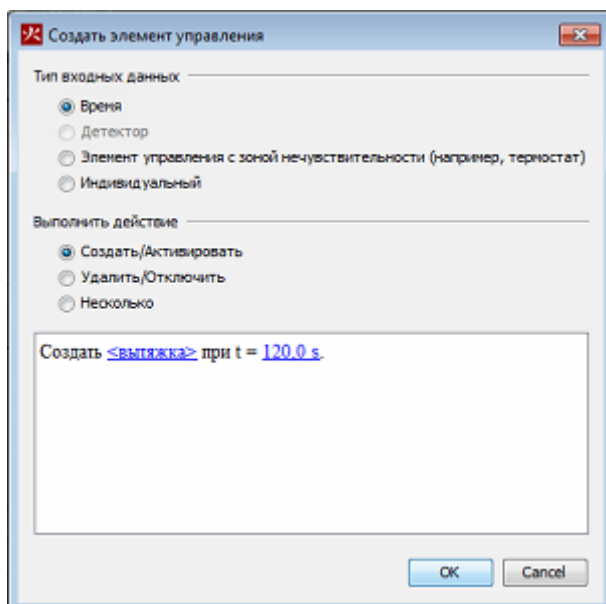 Создать элемент управления
Тип входных данных
Время
Детектор
Элемент управления с зоной нечувствительности (например, термостат)
Индивидуальный
Выполнить действие
Создать/Активировать
Удалить/Отключить
Несколько
Создать <вытяжка> при t = 120.0 s.
OK
Cancel